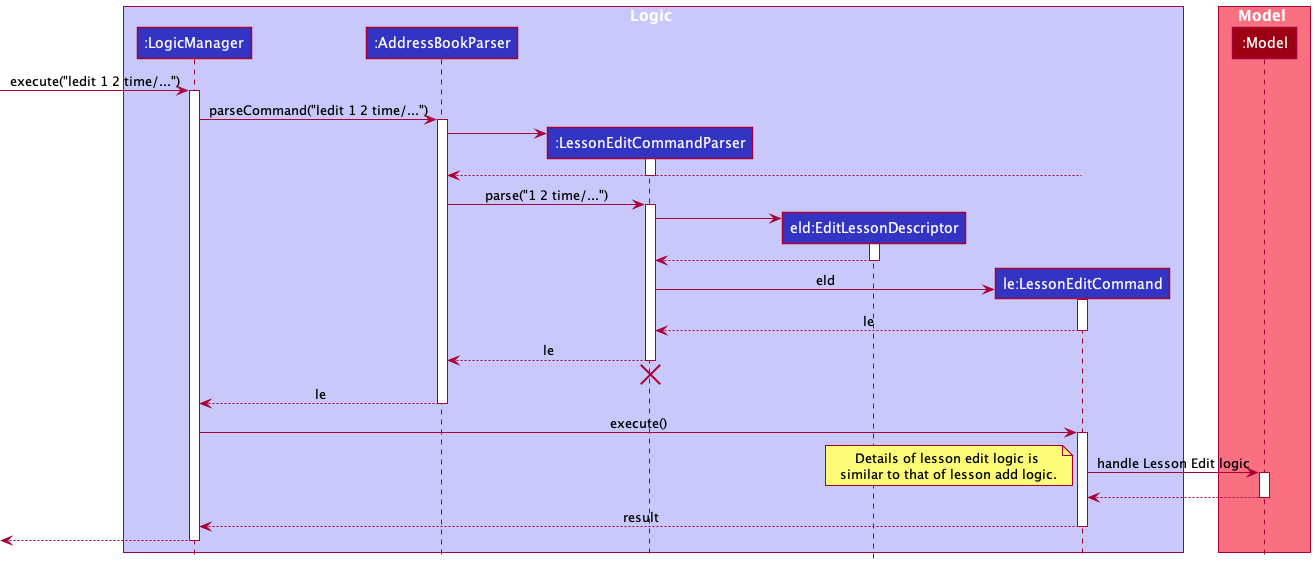 Logic
Model
:LogicManager
:AddressBookParser
:Model
execute("ledit 1 2 time/...")
parseCommand("ledit 1 2 time/...")
:LessonEditCommandParser
parse("1 2 time/...")
eld:EditLessonDescriptor
eld
le:LessonEditCommand
le
le
le
execute()
Details of lesson edit logic is
similar to that of lesson add logic.
handle Lesson Edit logic
result